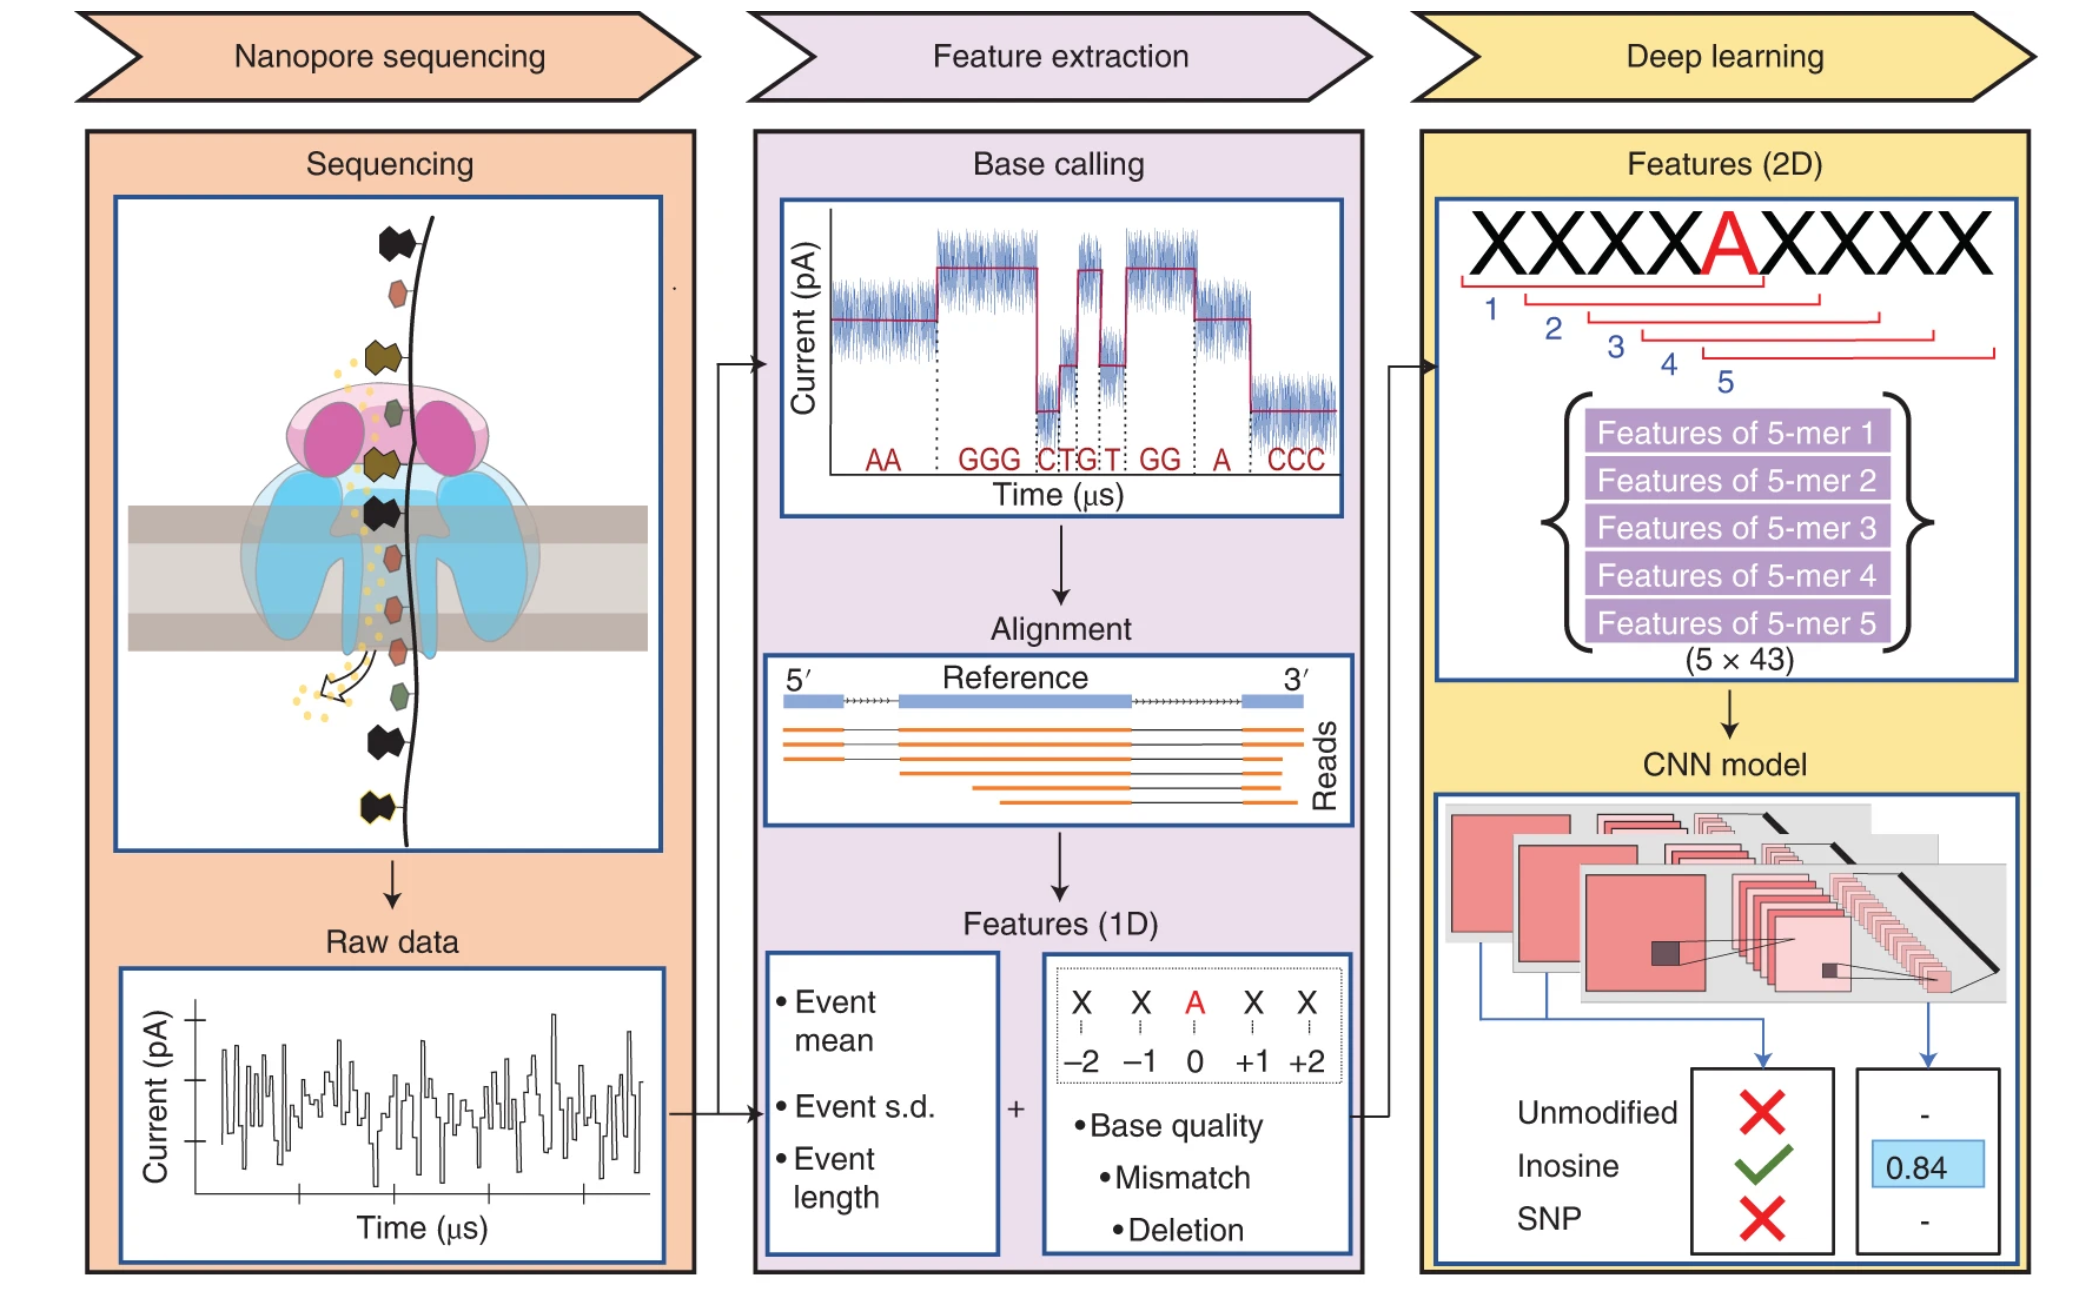 Nanopore sequencing
Feature extraction
Deep learning
Sequencing
Raw data
Current (pA)
Time (μs)
Base calling
Current (pA)
AA GGG C T G T GG A CCC
Time (μs)
Alignment
5′ Reference 3′
Reads
Features (1D)
• Event
mean
• Event s.d.
• Event
length
+
X X A X X
–2 –1 0 +1 +2
• Base quality
• Mismatch
• Deletion
Features (2D)
XXXXAXXXX
1
2
3
4
5
Features of 5-mer 1
Features of 5-mer 2
Features of 5-mer 3
Features of 5-mer 4
Features of 5-mer 5
(5 × 43)
CNN model
Unmodified -
Inosine 0.84
SNP -